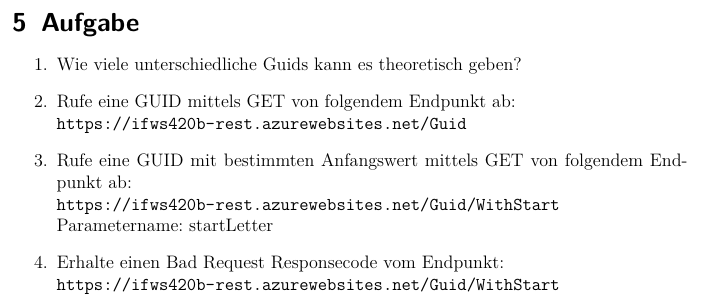 5 Aufgabe
1. Wie viele unterschiedliche Guids kann es theoretisch geben?
2. Rufe eine GUID mittels GET von folgendem Endpunkt ab:
https://ifws420b-rest.azurewebsites.net/Guid
3. Rufe eine GUID mit bestimmten Anfangswert mittels GET von folgendem End-
punkt ab:
https://ifws420b-rest.azurewebsites.net/Guid/WithStart
Parametername: startLetter
4. Erhalte einen Bad Request Responsecode vom Endpunkt:
https://ifws420b-rest.azurewebsites.net/Guid/WithStart